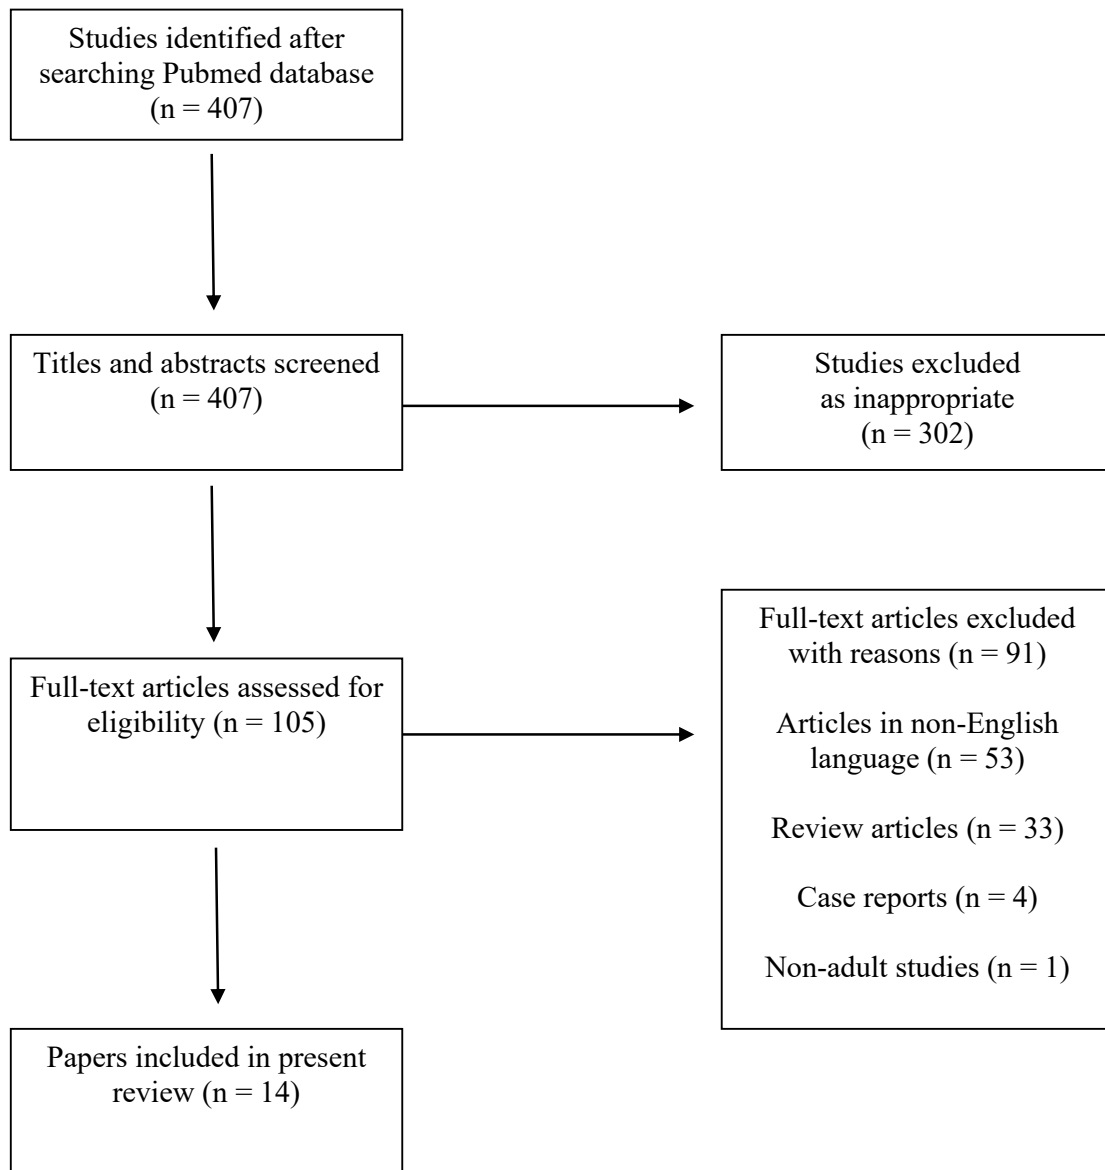 Studies identified after
searching Pubmed database
(n = 407)
Titles and abstracts screened
(n = 407)
Studies excluded
as inappropriate
(n = 302)
Full-text articles assessed for
eligibility (n = 105)
Full-text articles excluded
with reasons (n = 91)
Articles in non-English
language (n = 53)
Review articles (n = 33)
Case reports (n = 4)
Non-adult studies (n = 1)
Papers included in present
review (n = 14)